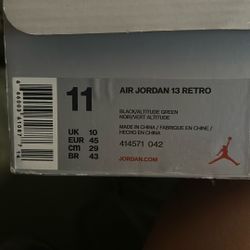 11
AIR JORDAN 13 RETRO
BLACK/ALTITUDE GREEN
NOIR/VERT ALTITUDE
MADE IN CHINA / FABRIQUE EN CHINE /
HECHO EN CHINA
UK 10
EUR 45
CM 29
BR 43
414571 042
JORDAN.COM